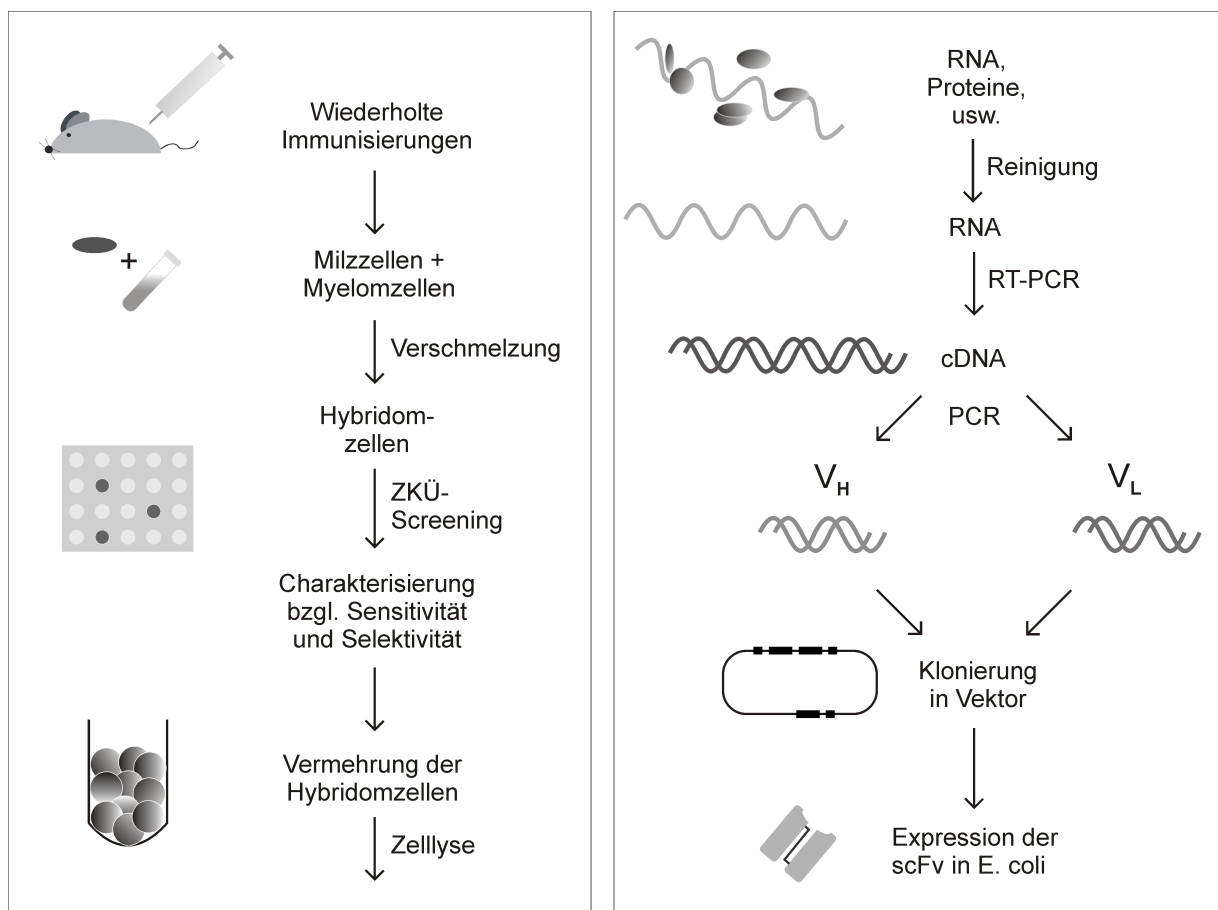 Wiederholte
Immunisierungen
Milzzellen +
Myelomzellen
Verschmelzung
Hybridom-
zellen
ZKÜ-
Screening
Charakterisierung
bzgl. Sensitivität
und Selektivität
Vermehrung der
Hybridomzellen
Zelllyse
RNA,
Proteine,
usw.
Reinigung
RNA
RT-PCR
cDNA
PCR
VH
VL
Klonierung
in Vektor
Expression der
scFv in E. coli